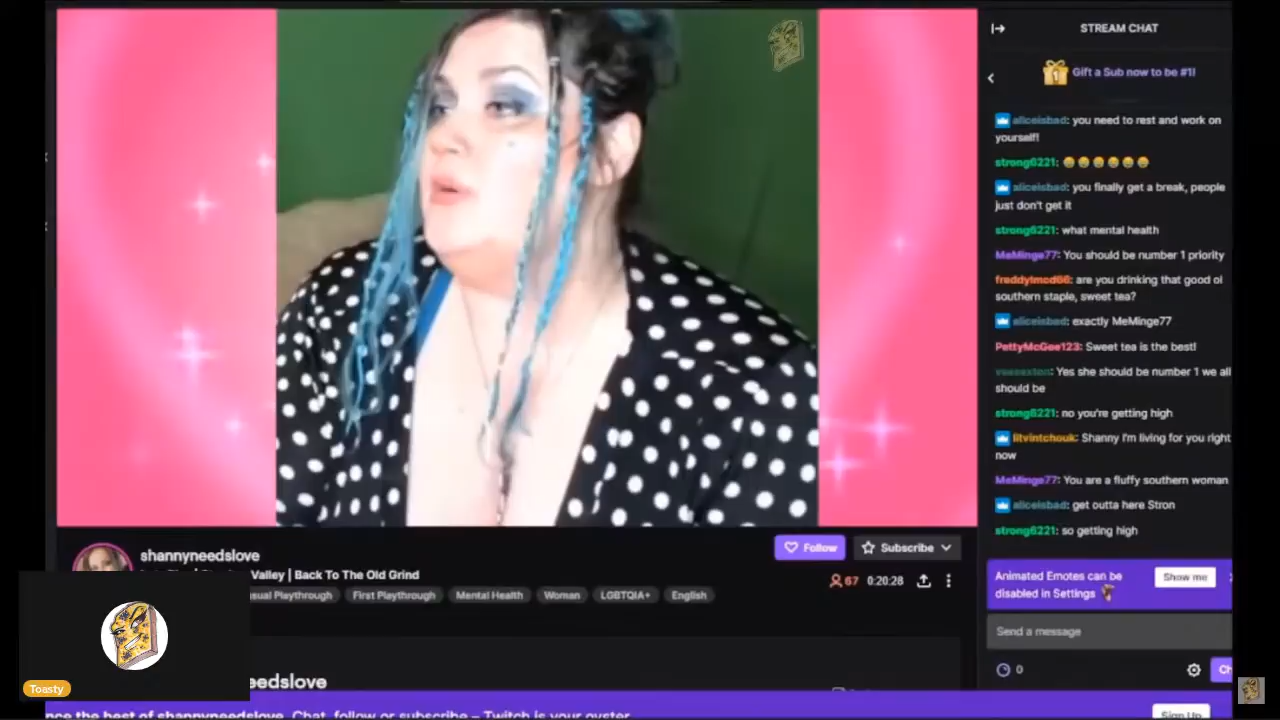 STREAM CHAT
1
Gift a Sub now to be #1!
aliceisbad: you need to rest and work on
yourself!
strong6221:
aliceisbad: you finally get a break, people
just don't get it
strong6221: what mental health
MeMinge77: You should be number 1 priority
freddylmcd66: are you drinking that good ol
southern staple, sweet tea?
aliceisbad: exactly MeMinge77
PettyMcGee123: Sweet tea is the best!
Yes she should be number 1 we all
should be
strong6221: no you're getting high
litvintchouk: Shanny I'm living for you right
now
MeMinge77: You are a fluffy southern woman
aliceisbad: get outta here Stron
strong6221: so getting high
shannyneedslove
Follow
Subscribe
Valley | Back To The Old Grind
67
0:20:28
sual Playthrough
First Playthrough
Mental Health
Woman
LGBTQIA+
English
Animated Emotes can be
disabled in Settings
Show me
Send a message
0
Ch
Toasty
eedslove
nce the best of shannyneedslove. Chat, follow or subscribe – Twitch is your oyster
Sign Up